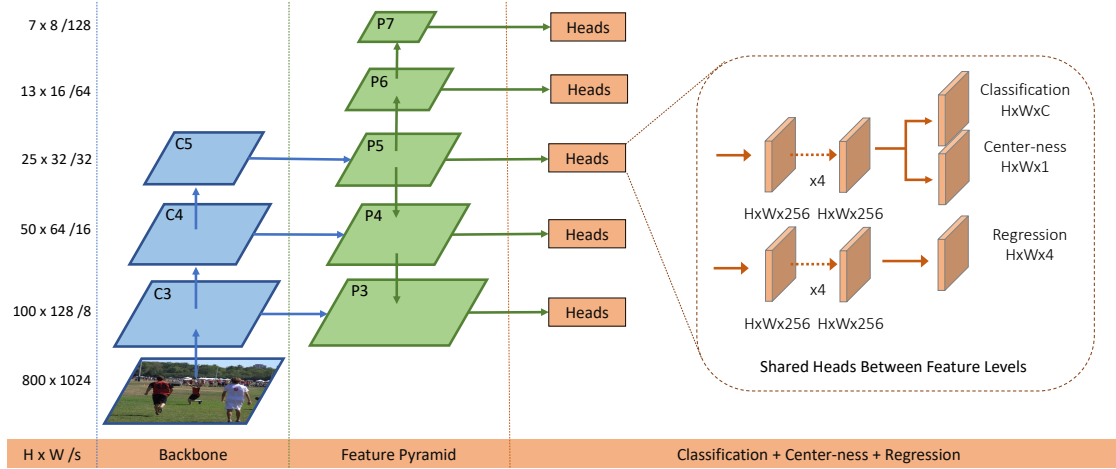 7 x 8 /128
P7
Heads
13 x 16 /64
P6
Heads
25 x 32 /32
C5
P5
Heads
50 x 64 /16
C4
P4
Heads
100 x 128 /8
C3
P3
Heads
800 x 1024
Classification
HxWxC
Center-ness
HxWx1
x4
HxWx256 HxWx256
Regression
HxWx4
x4
HxWx256 HxWx256
Shared Heads Between Feature Levels
H x W /s
Backbone
Feature Pyramid
Classification + Center-ness + Regression